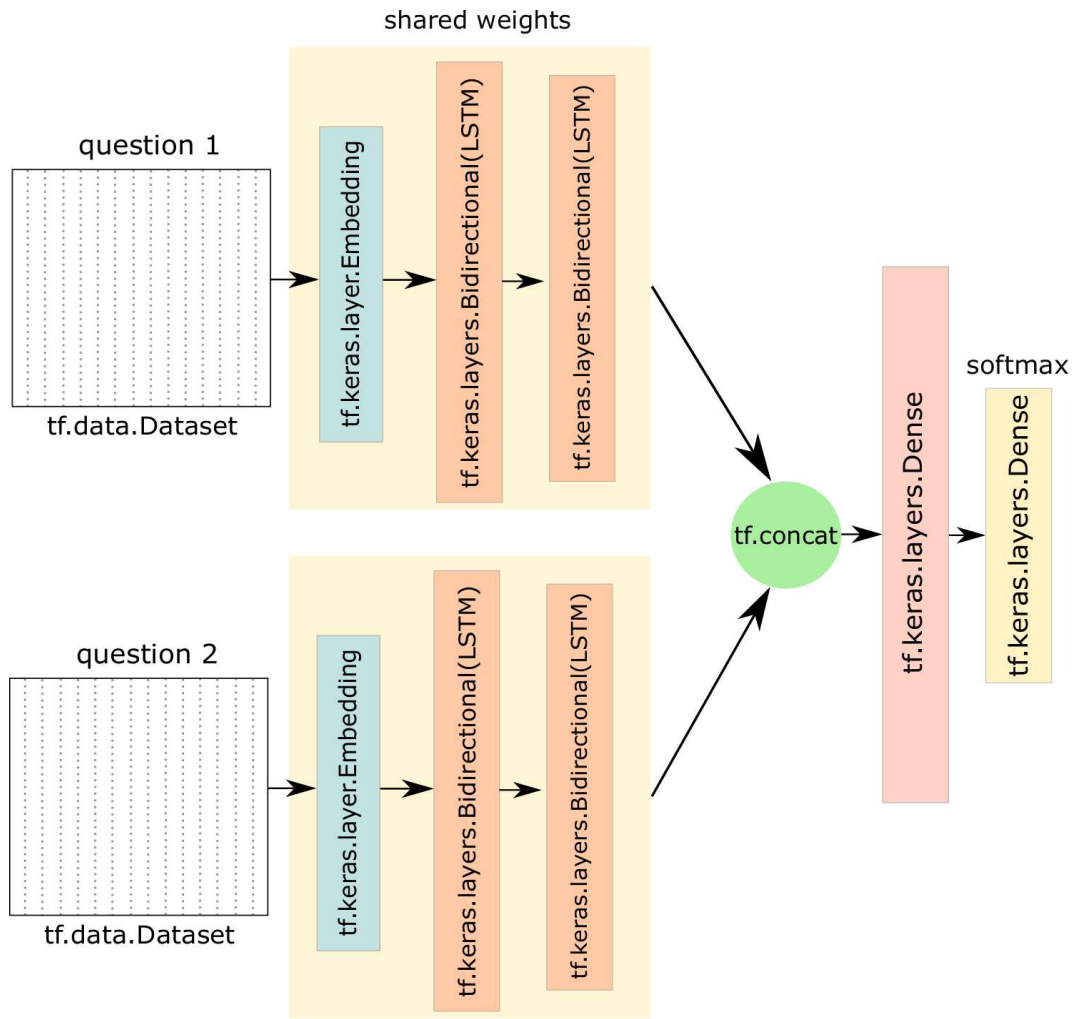 shared weights
question 1
tf.data.Dataset
tf.keras.layer.Embedding
tf.keras.layers.Bidirectional(LSTM)
tf.keras.layers.Bidirectional(LSTM)
question 2
tf.data.Dataset
tf.keras.layer.Embedding
tf.keras.layers.Bidirectional(LSTM)
tf.keras.layers.Bidirectional(LSTM)
tf.concat
tf.keras.layers.Dense
softmax
tf.keras.layers.Dense